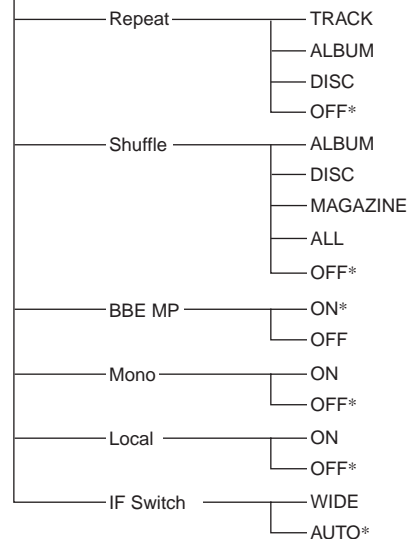 Repeat TRACK
ALBUM
DISC
OFF*
Shuffle ALBUM
DISC
MAGAZINE
ALL
OFF*
BBE MP ON*
OFF
Mono ON
OFF*
Local ON
OFF*
IF Switch WIDE
AUTO*